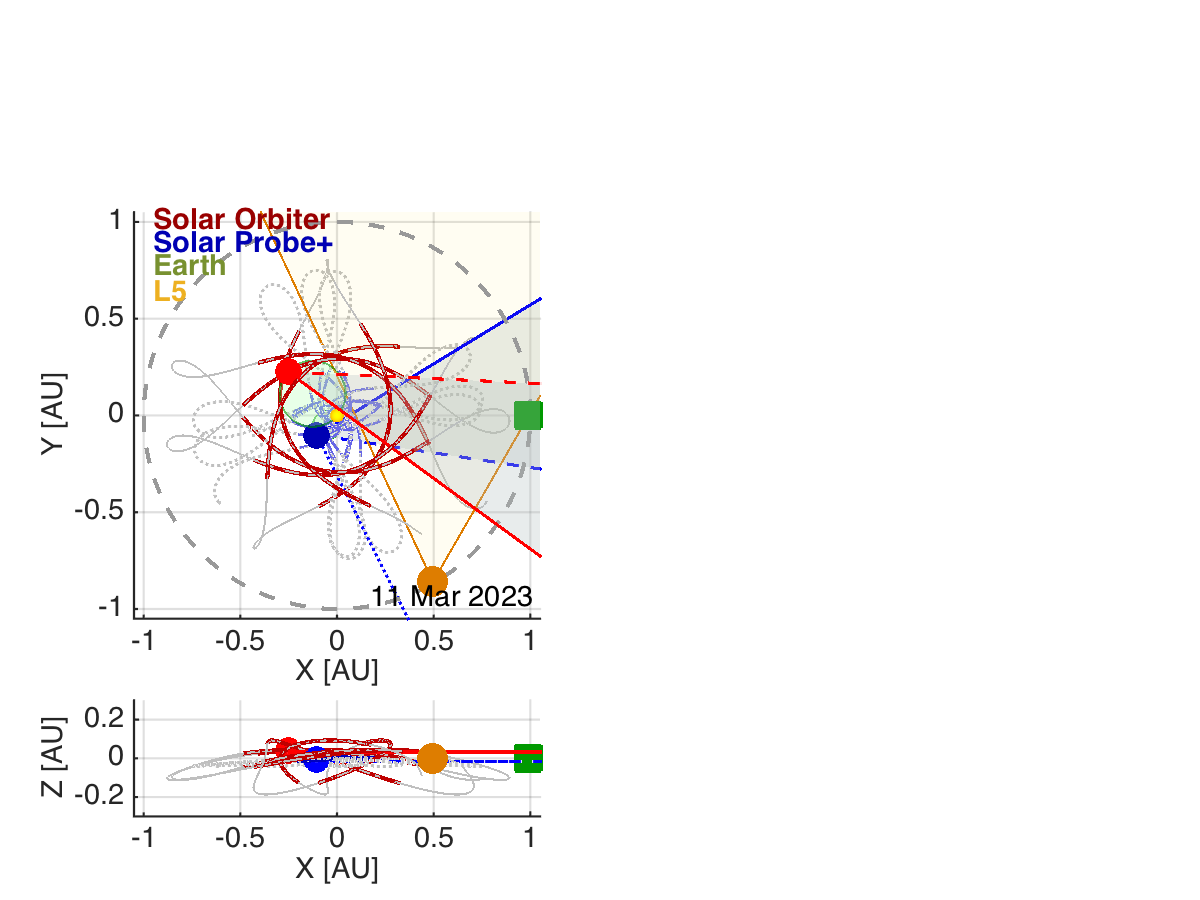 Solar Orbiter
Solar Probe+
Earth
L5
1
0.5
0
-0.5
-1
Y [AU]
11 Mar 2023
-1
-0.5
0
0.5
1
X [AU]
0.2
0
-0.2
Z [AU]
-1
-0.5
0
0.5
1
X [AU]